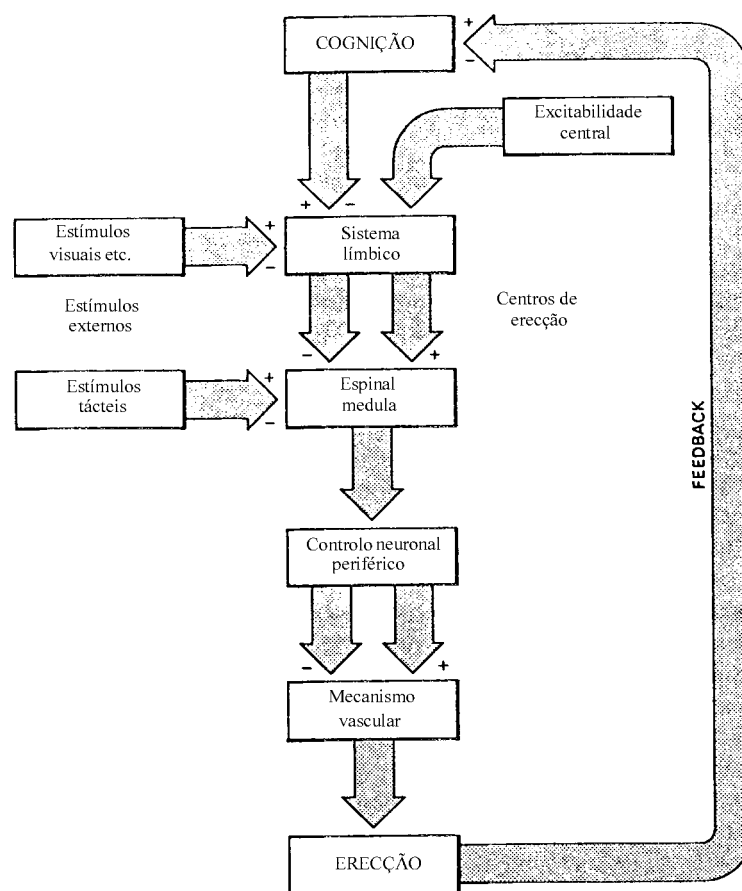 COGNIÇÃO
+
−
Excitabilidade
central
+ −
Estímulos
visuais etc.
+
−
Sistema
límbico
Estímulos
externos
Centros de
erecção
− +
Estímulos
tácteis
+
−
Espinal
medula
FEEDBACK
Controlo neuronal
periférico
− +
Mecanismo
vascular
ERECÇÃO